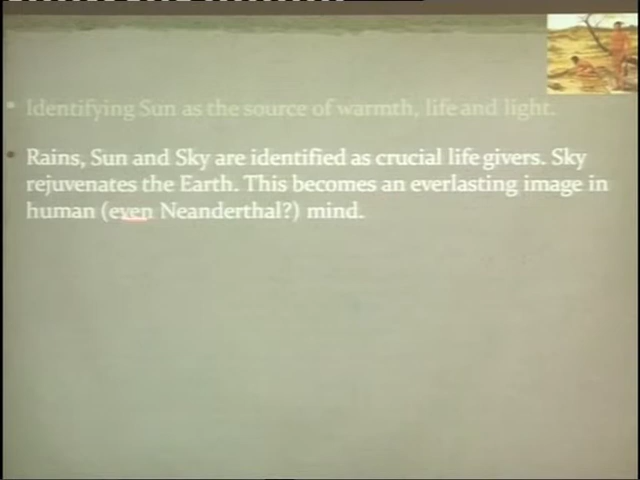 Identifying Sun as the source of warmth, life and light.
Rains, Sun and Sky are identified as crucial life givers. Sky
rejuvenates the Earth. This becomes an everlasting image in
human (even Neanderthal?) mind.